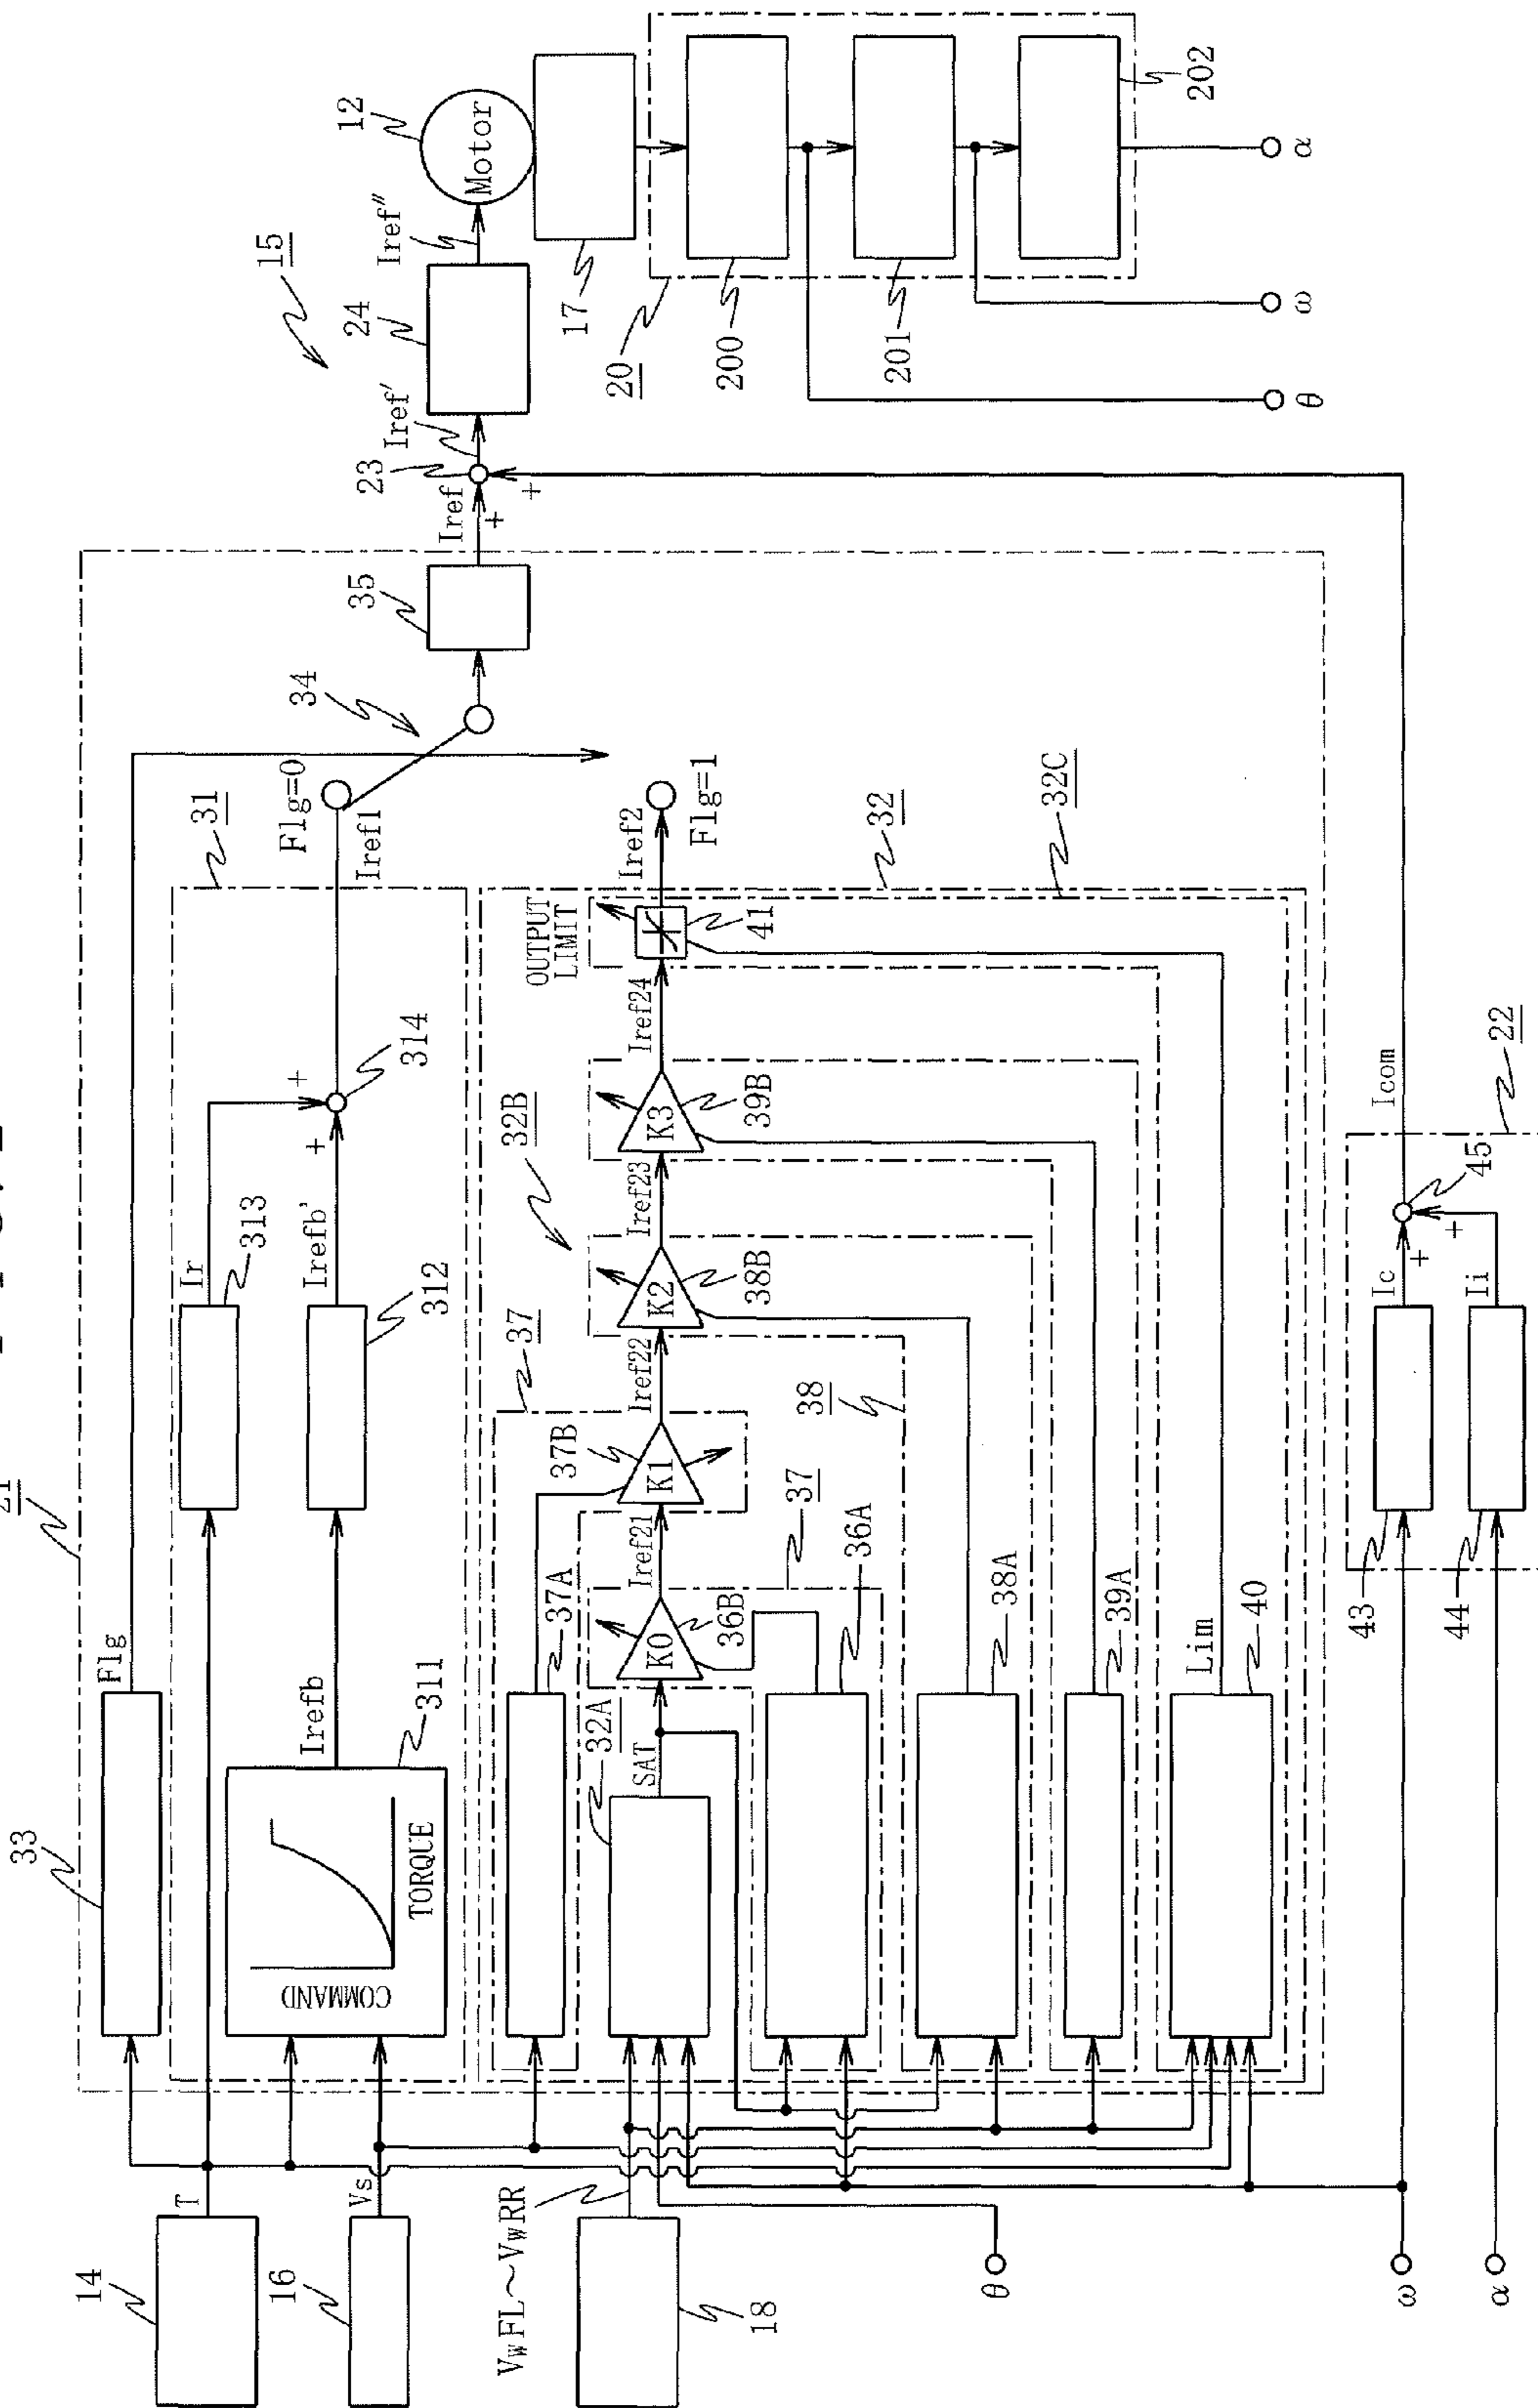 21
33
Flg
14
T
16
Vs
VwFL~VwRR
18
θ
ω
α
31
Ir
313
Irefb'
312
Irefb
311
COMMAND
TORQUE
+
+
314
Flg=0
Iref1
34
35
Iref
+
+
23
Iref'
24
Iref"
15
12
Motor
17
20
200
201
202
θ
ω
α
37
37A
37B
K1
Iref22
32A
SAT
K0
36B
Iref21
37
36A
38
38A
K2
38B
Iref23
32B
39A
K3
39B
Iref24
OUTPUT
LIMIT
41
Iref2
Flg=1
32
32C
Lim
40
43
44
Ic
Ii
+
+
45
Icom
22